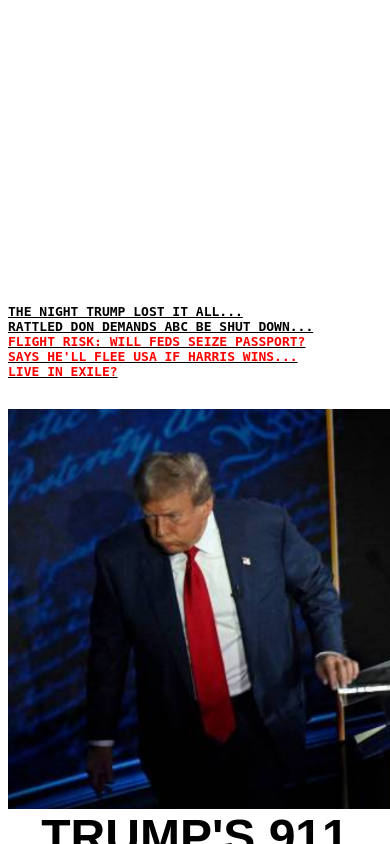 THE NIGHT TRUMP LOST IT ALL...
RATTLED DON DEMANDS ABC BE SHUT DOWN...
FLIGHT RISK: WILL FEDS SEIZE PASSPORT?
SAYS HE'LL FLEE USA IF HARRIS WINS...
LIVE IN EXILE?
Posterity,
TRUMP'S 911